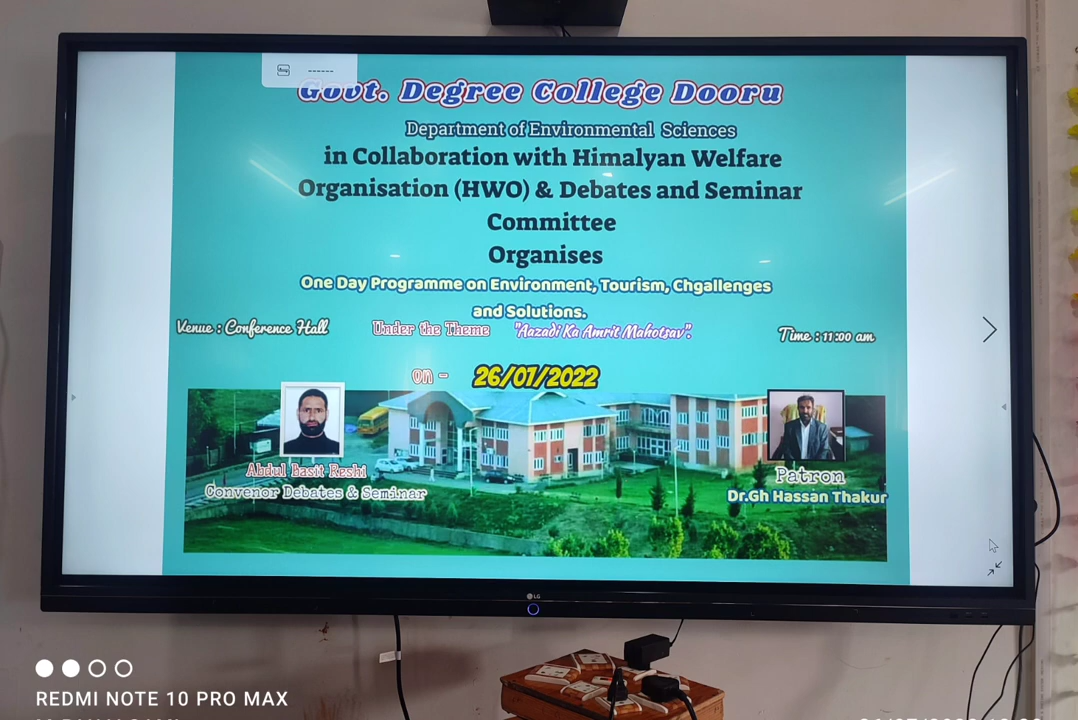 Govt. Degree College Dooru
Department of Environmental Sciences
in Collaboration with Himalyan Welfare
Organisation (HWO) & Debates and Seminar
Committee
Organises
One Day Programme on Environment, Tourism, Chgallenges
and Solutions.
Venue : Conference Hall
Under the Theme "Aazadi Ka Amrit Mahotsav".
Time : 11:00 am
on - 26/07/2022
Abdul Basit Reshi
Convenor Debates & Seminar
Patron
Dr.Gh Hassan Thakur
LG
REDMI NOTE 10 PRO MAX